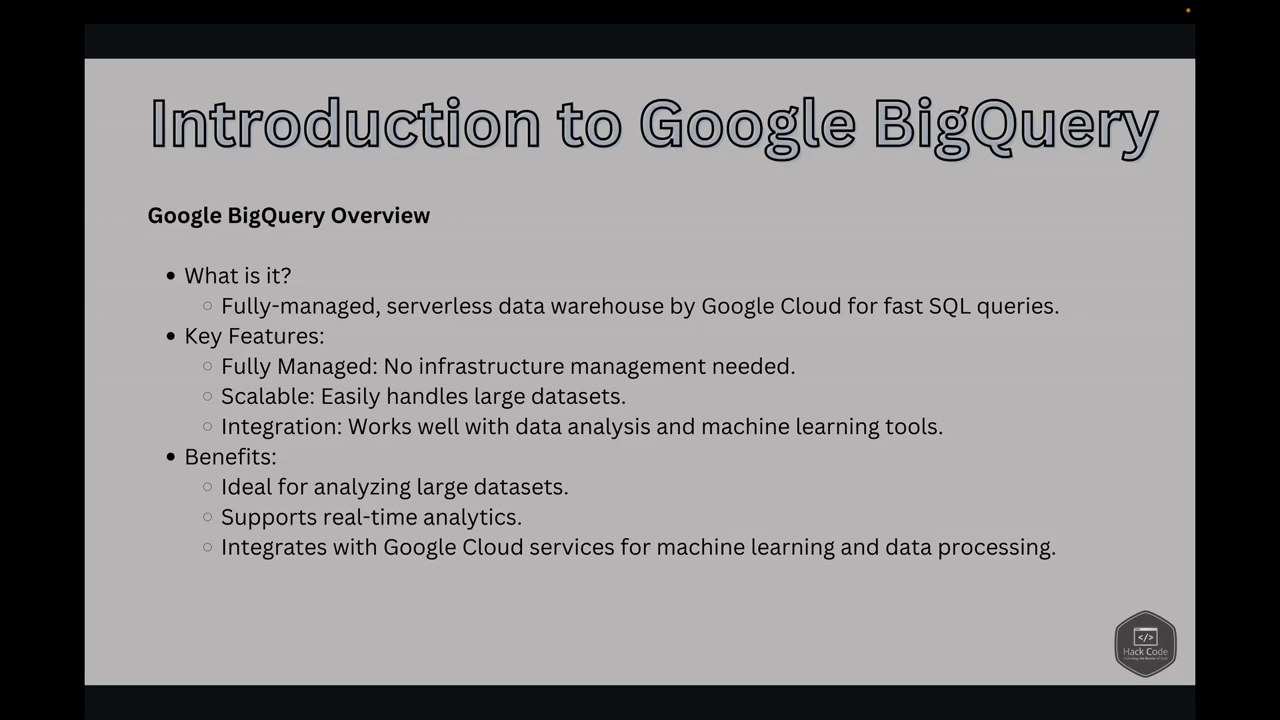 Introduction to Google BigQuery
Google BigQuery Overview
• What is it?
○ Fully-managed, serverless data warehouse by Google Cloud for fast SQL queries.
• Key Features:
○ Fully Managed: No infrastructure management needed.
○ Scalable: Easily handles large datasets.
○ Integration: Works well with data analysis and machine learning tools.
• Benefits:
○ Ideal for analyzing large datasets.
○ Supports real-time analytics.
○ Integrates with Google Cloud services for machine learning and data processing.
</>
Hack Code